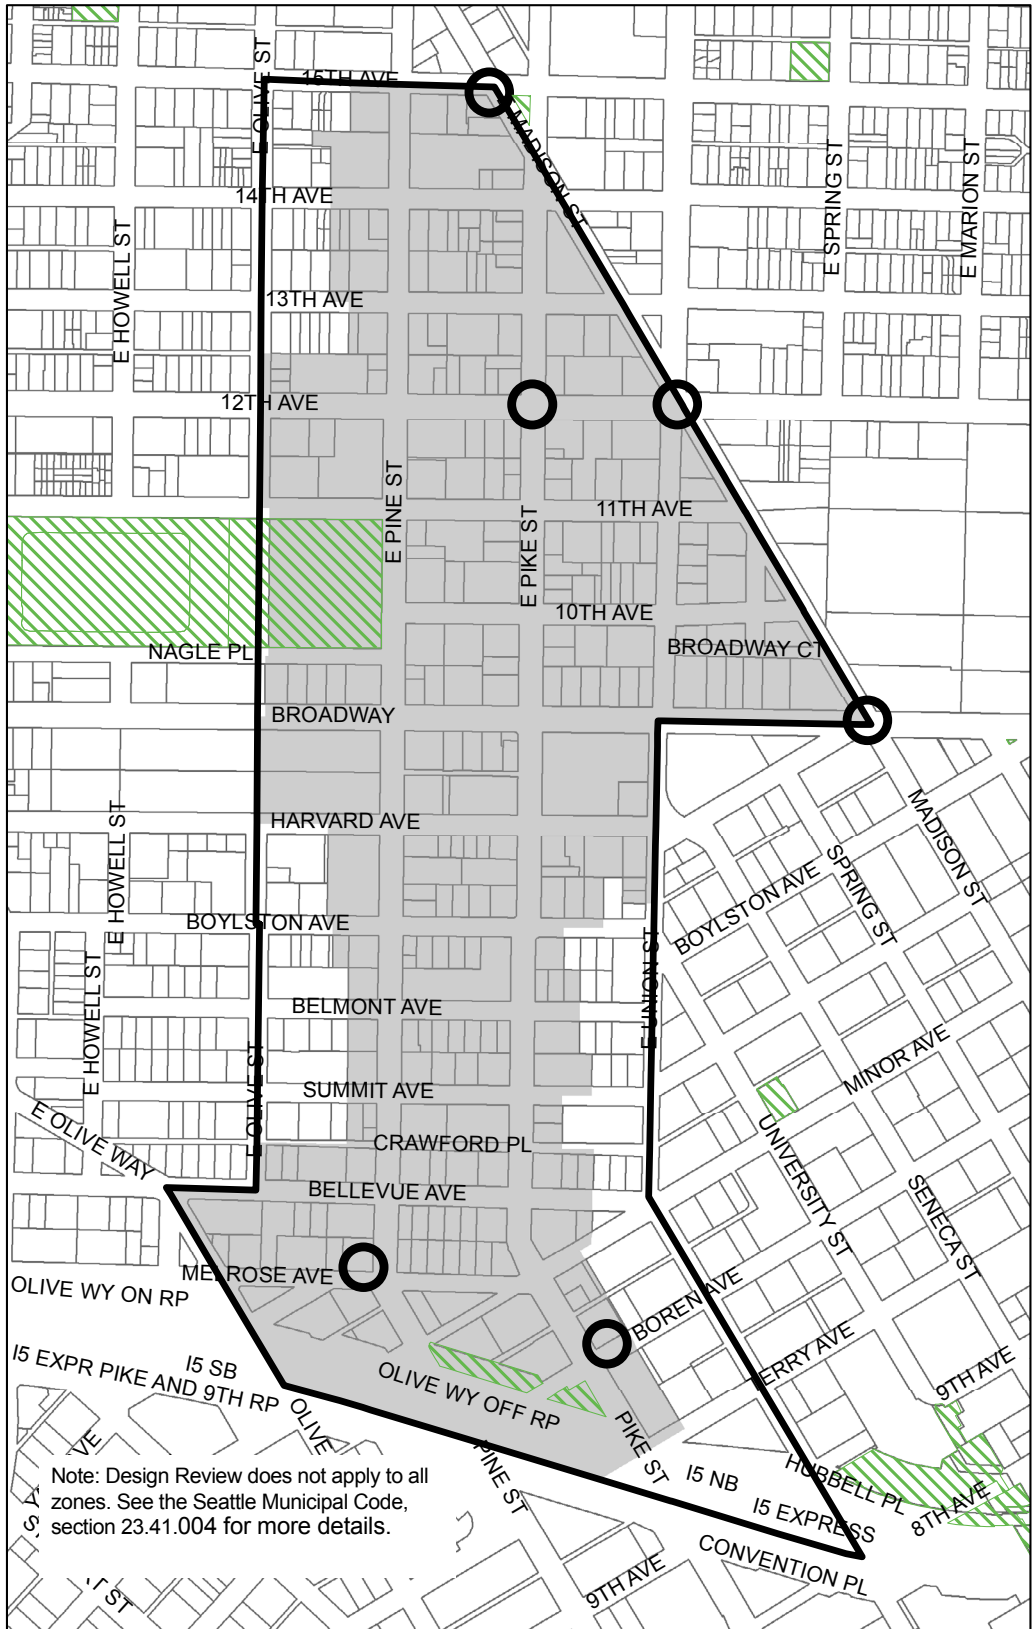 E OLIVE ST
15TH AVE
E MADISON ST
14TH AVE
E SPRING ST
E MARION ST
E HOWELL ST
13TH AVE
12TH AVE
E PINE ST
E PIKE ST
11TH AVE
10TH AVE
NAGLE PL
BROADWAY CT
BROADWAY
HARVARD AVE
E HOWELL ST
MADISON ST
SPRING ST
BOYLSTON AVE
BOYLSTON AVE
E HOWELL ST
E UNION ST
BELMONT AVE
E OLIVE ST
MINOR AVE
SUMMIT AVE
E OLIVE WAY
CRAWFORD PL
UNIVERSITY ST
SENECA ST
BELLEVUE AVE
MELROSE AVE
OLIVE WY ON RP
BOREN AVE
I5 SB
I5 EXPR PIKE AND 9TH RP
OLIVE WY OFF RP
TERRY AVE
9TH AVE
OLIVE
PIKE ST
PINE ST
I5 NB
HUBBELL PL
I5 EXPRESS
8TH AVE
CONVENTION PL
9TH AVE
Note: Design Review does not apply to all
zones. See the Seattle Municipal Code,
section 23.41.004 for more details.